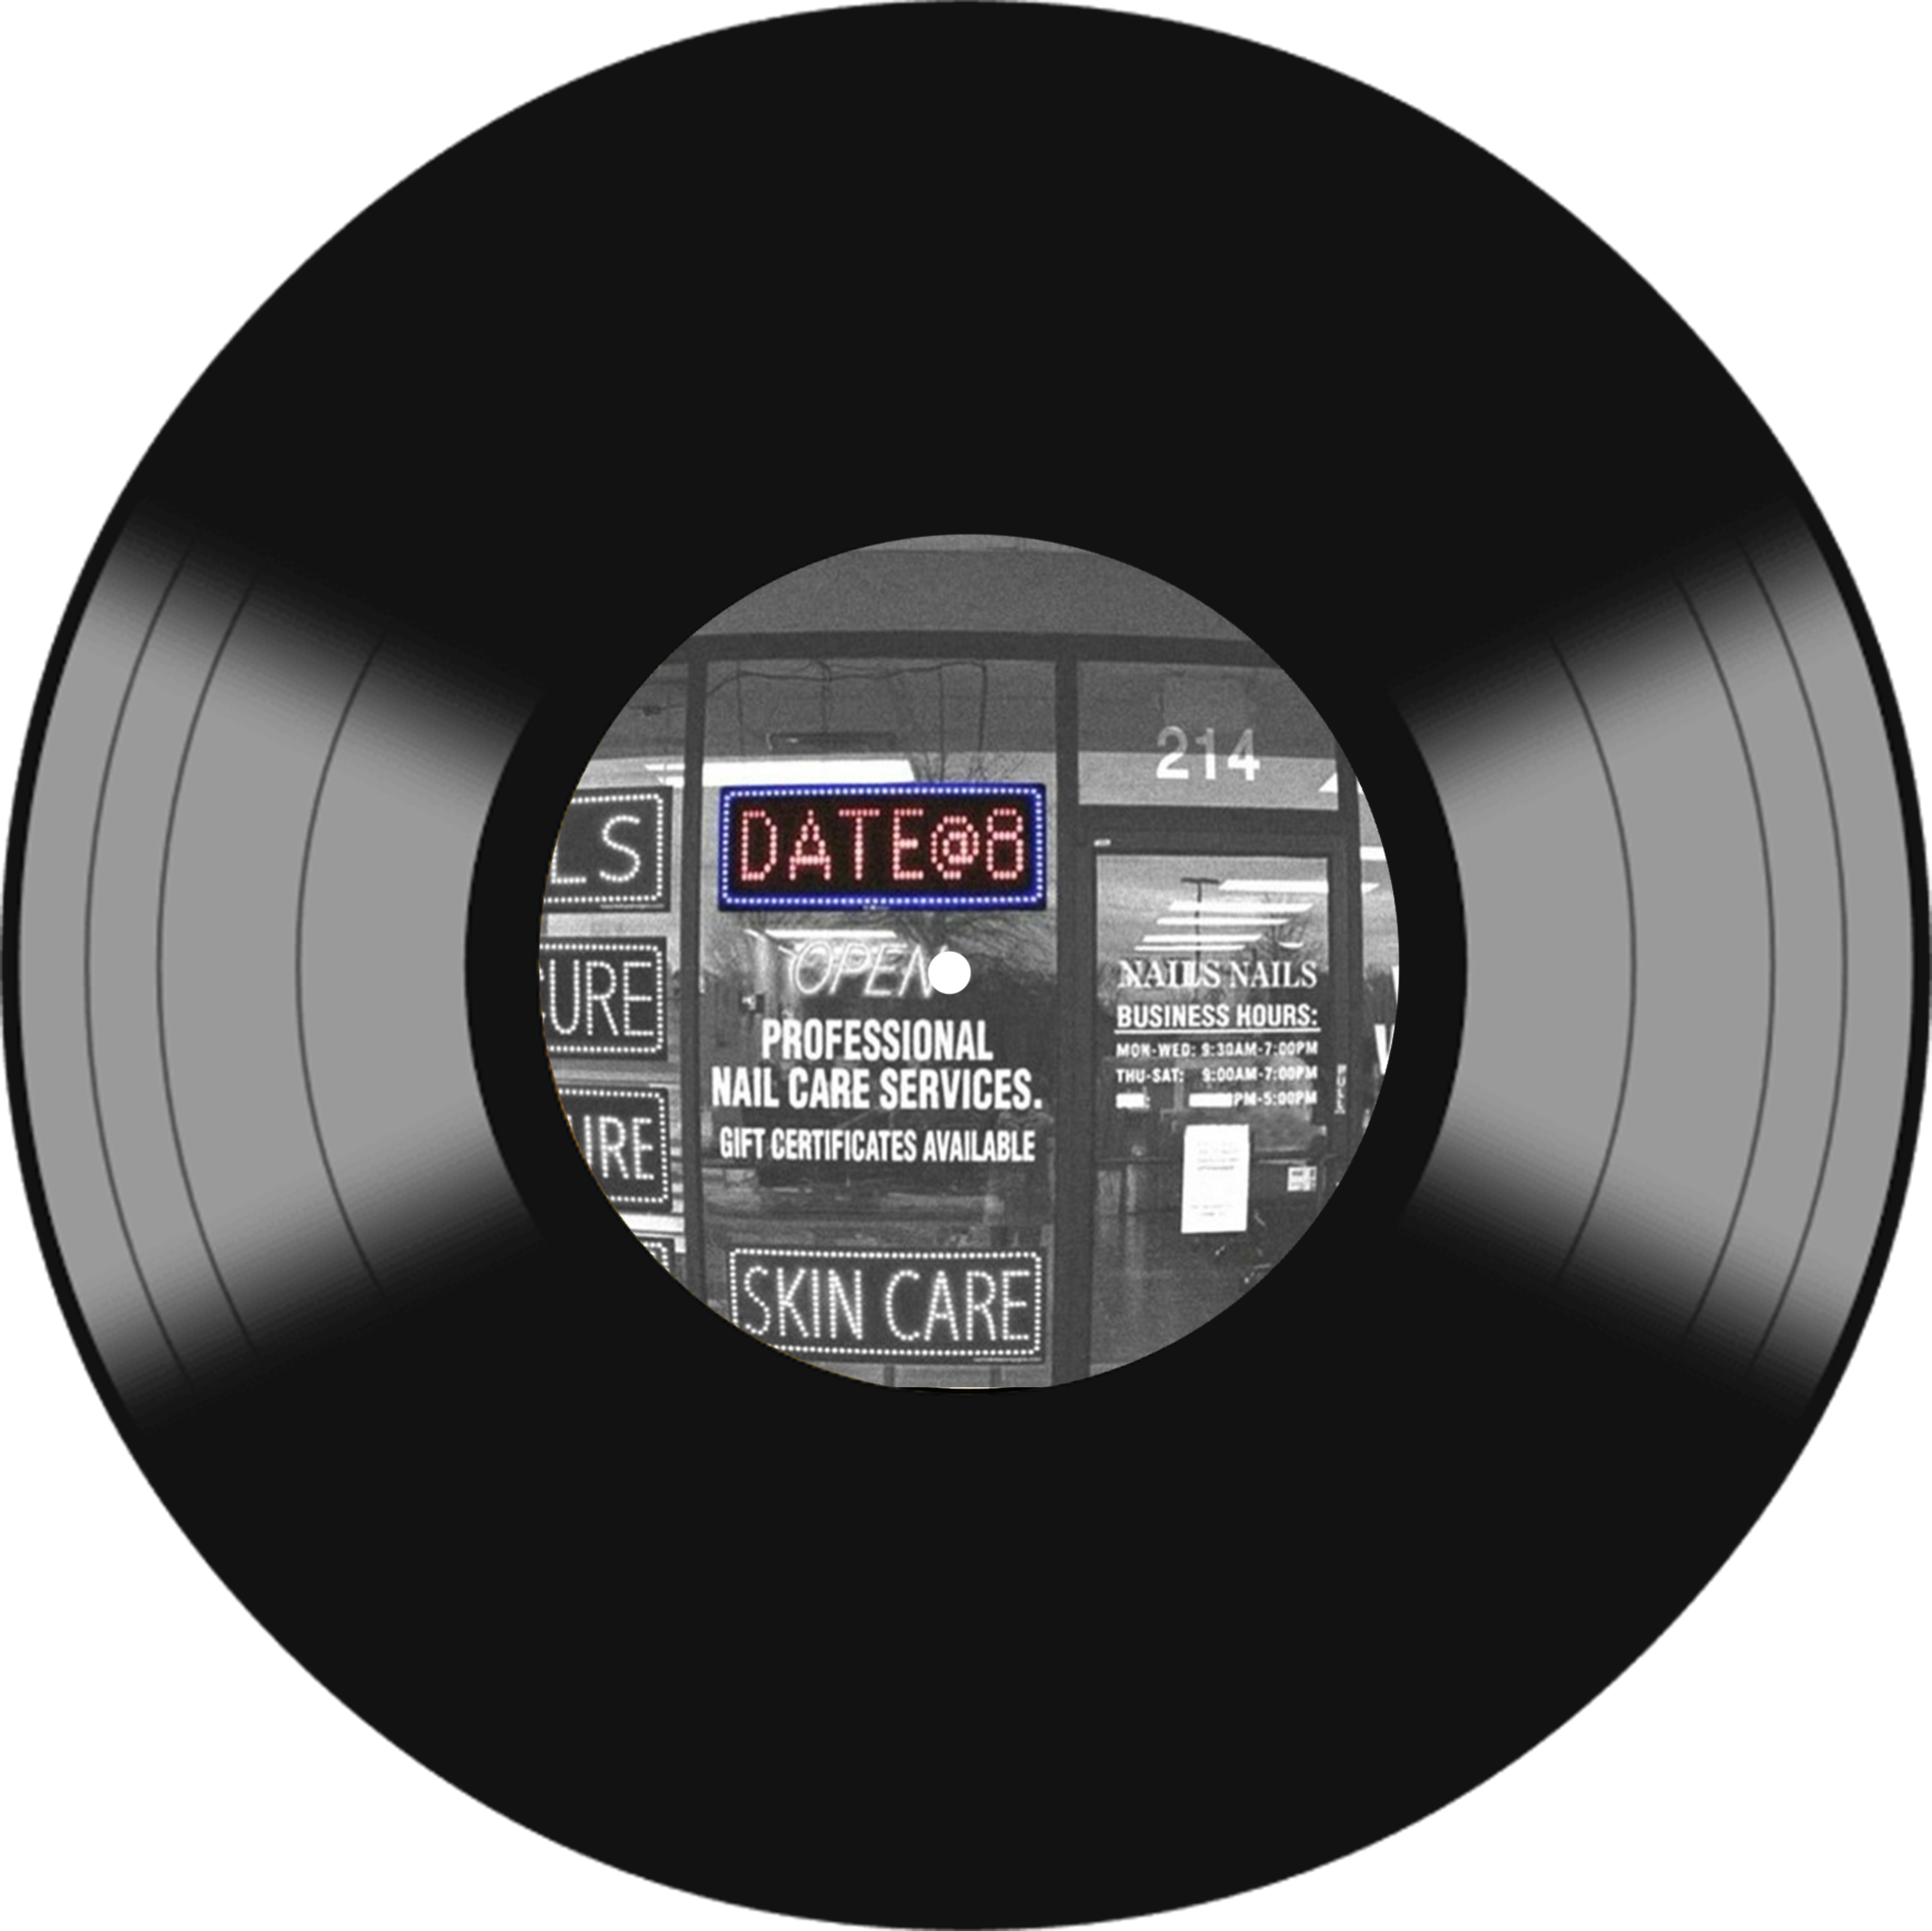 214
DATE@8
LS
OPEN
CURE
URE
PROFESSIONAL
NAIL CARE SERVICES.
GIFT CERTIFICATES AVAILABLE
SKIN CARE
NAILS NAILS
BUSINESS HOURS:
MON-WED: 9:30AM-7:00PM
THU-SAT: 9:00AM-7:00PM
PM-5:00PM